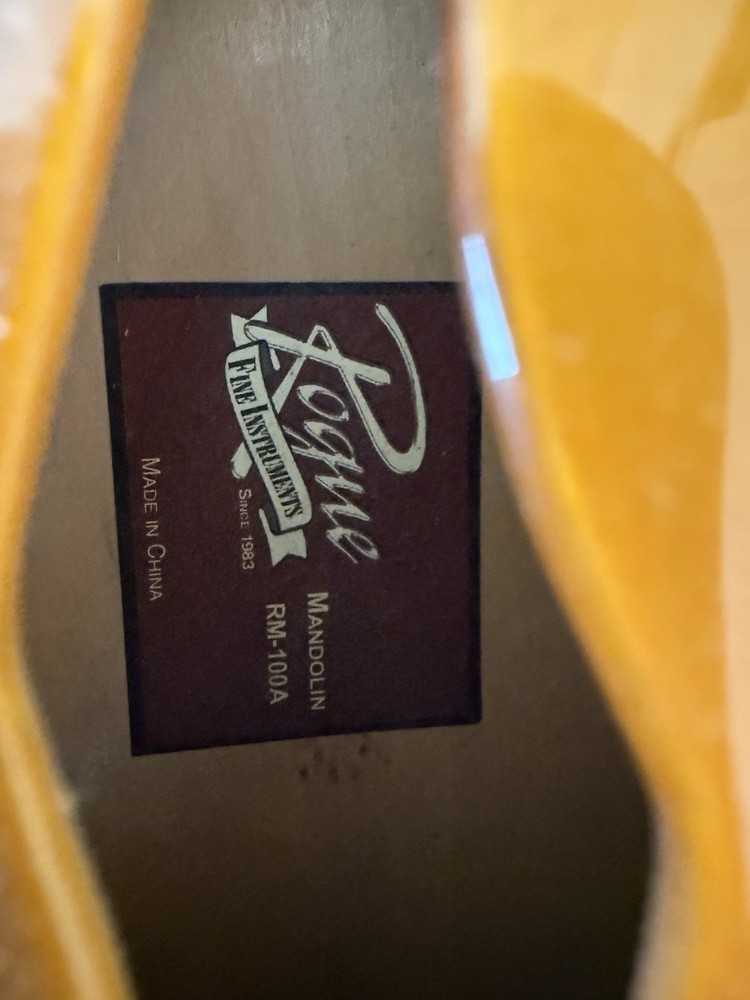 Rogue
FINE INSTRUMENTS
SINCE 1983
MANDOLIN
RM-100A
MADE IN CHINA